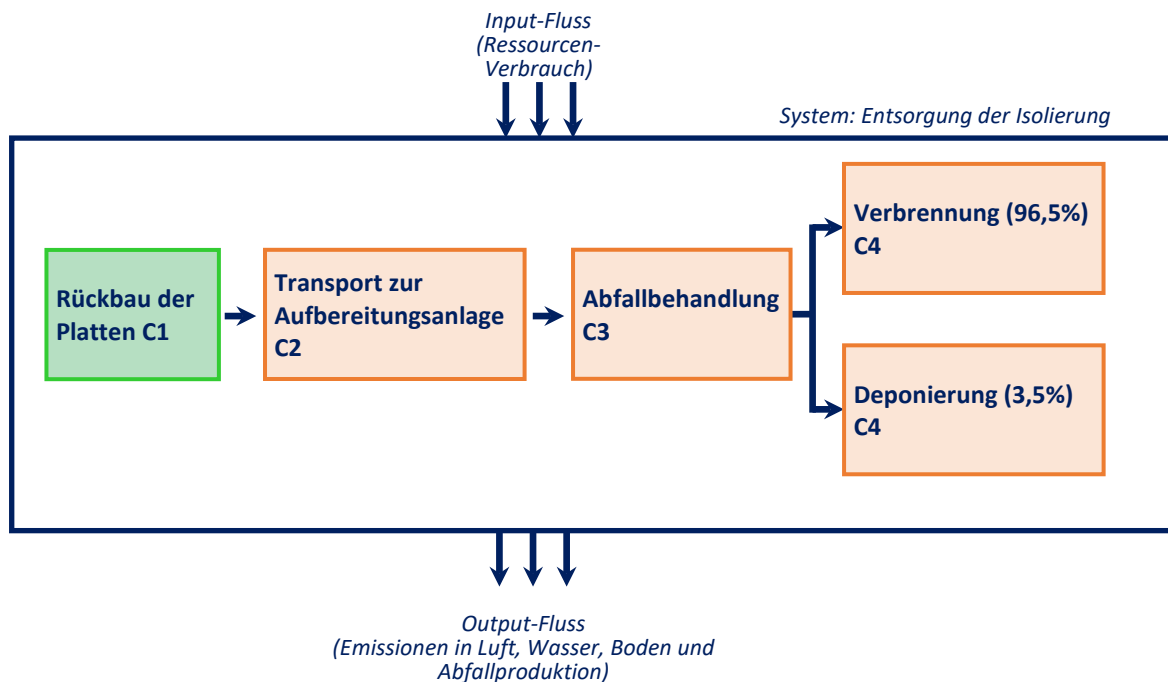 Input-Fluss
(Ressourcen-
Verbrauch)
System: Entsorgung der Isolierung
Rückbau der
Platten C1
Transport zur
Aufbereitungsanlage
C2
Abfallbehandlung
C3
Verbrennung (96,5%)
C4
Deponierung (3,5%)
C4
Output-Fluss
(Emissionen in Luft, Wasser, Boden und
Abfallproduktion)